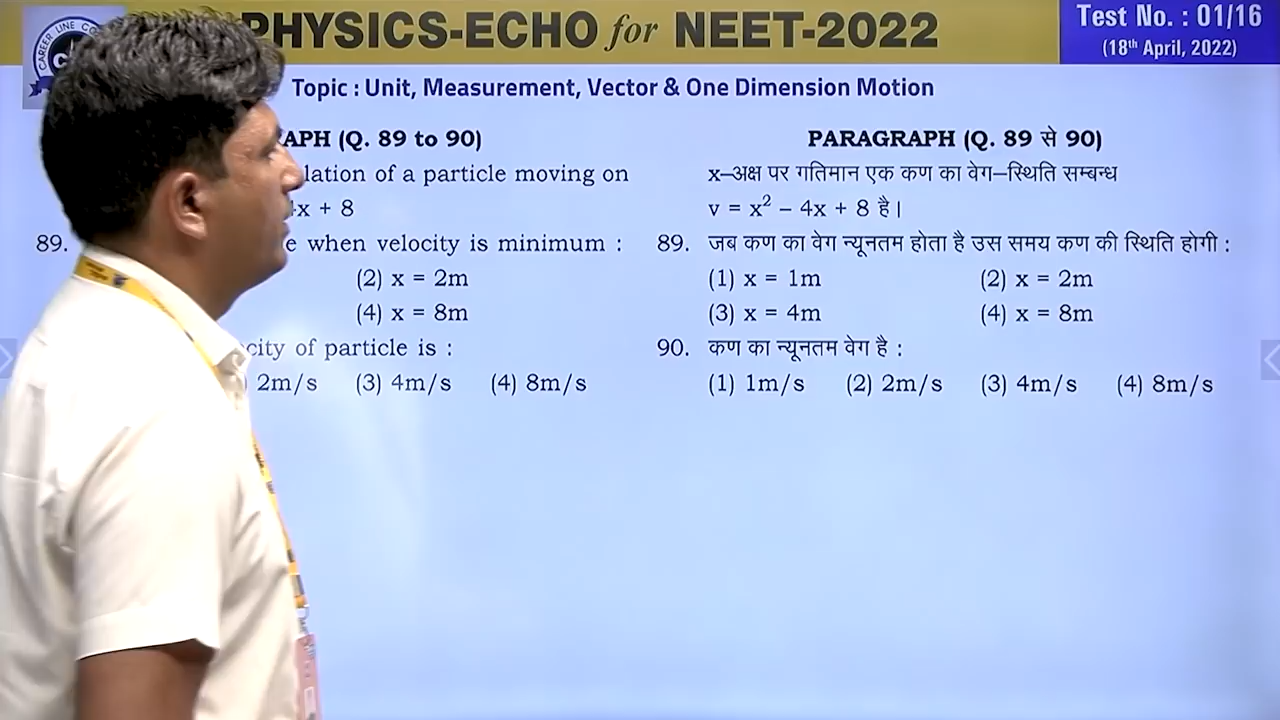 PHYSICS-ECHO for NEET-2022
Test No. : 01/16
(18th April, 2022)
CAREER LINE
Topic : Unit, Measurement, Vector & One Dimension Motion
(Q. 89 to 90)
of a particle moving on
x + 8
89. when velocity is minimum :
(2) x = 2m
(4) x = 8m
of particle is :
2m/s (3) 4m/s (4) 8m/s
PARAGRAPH (Q. 89 से 90)
x–अक्ष पर गतिमान एक कण का वेग–स्थिति सम्बन्ध
v = x² – 4x + 8 है।
89. जब कण का वेग न्यूनतम होता है उस समय कण की स्थिति होगी :
(1) x = 1m (2) x = 2m
(3) x = 4m (4) x = 8m
90. कण का न्यूनतम वेग है :
(1) 1m/s (2) 2m/s (3) 4m/s (4) 8m/s